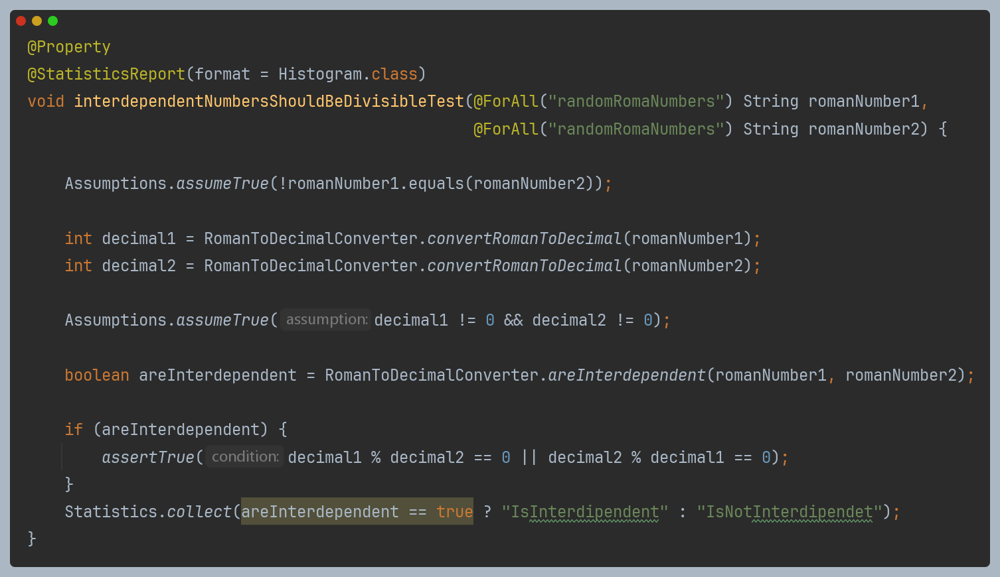 @Property
@StatisticsReport(format = Histogram.class)
void interdependentNumbersShouldBeDivisibleTest(@ForAll("randomRomaNumbers") String romanNumber1,
@ForAll("randomRomaNumbers") String romanNumber2) {
Assumptions.assumeTrue(!romanNumber1.equals(romanNumber2));
int decimal1 = RomanToDecimalConverter.convertRomanToDecimal(romanNumber1);
int decimal2 = RomanToDecimalConverter.convertRomanToDecimal(romanNumber2);
Assumptions.assumeTrue( assumption: decimal1 != 0 && decimal2 != 0);
boolean areInterdependent = RomanToDecimalConverter.areInterdependent(romanNumber1, romanNumber2);
if (areInterdependent) {
assertTrue( condition: decimal1 % decimal2 == 0 || decimal2 % decimal1 == 0);
}
Statistics.collect(areInterdependent == true ? "IsInterdipendent" : "IsNotInterdipendet");
}